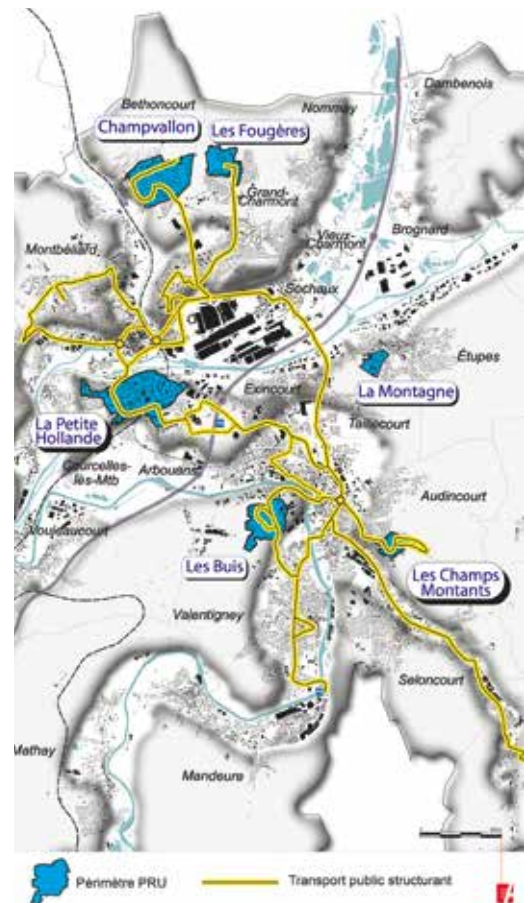 Dambenois
Bethoncourt
Nommay
Champvallon
Les Fougères
Grand-
Charmont
Vieux-
Charmont
Brognard
Montbéliard
Sochaux
Étupes
La Montagne
Exincourt
La Petite
Hollande
Taillecourt
Courcelles-
lès-Mtb
Arbouans
Audincourt
Voujeaucourt
Les Buis
Les Champs
Montants
Valentigney
Seloncourt
Mathay
Mandeure
Périmètre PRU
Transport public structurant